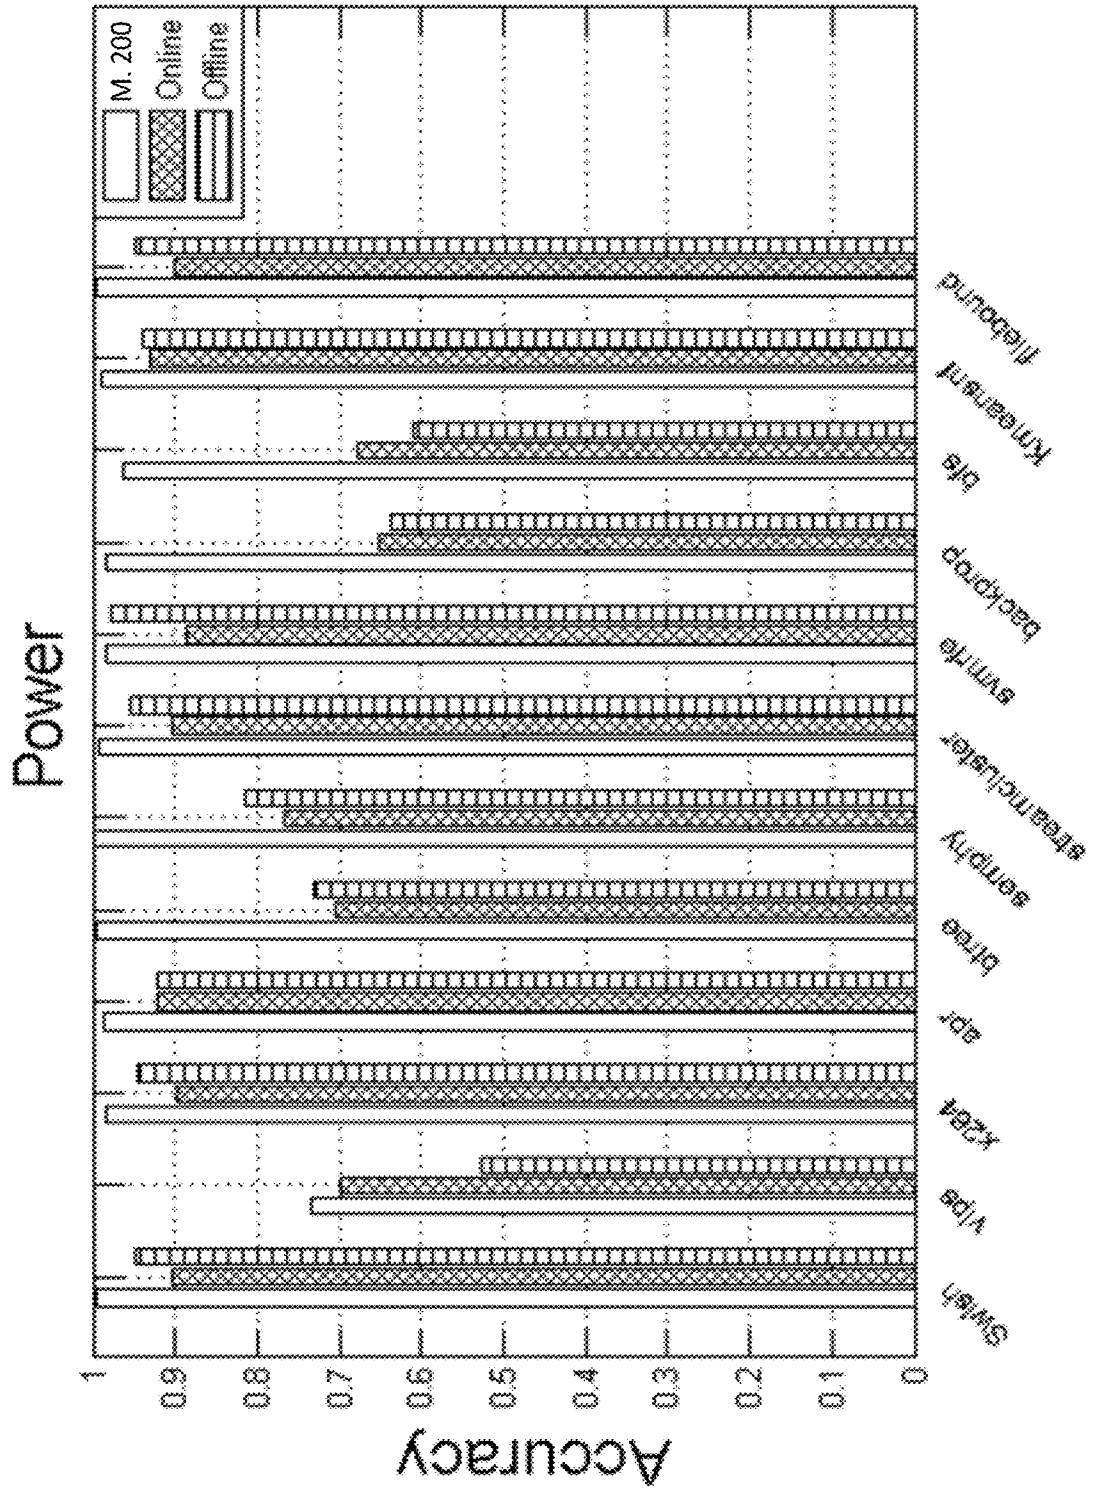 Power
M. 200
Online
Offline
Accuracy
1
0.9
0.8
0.7
0.6
0.5
0.4
0.3
0.2
0.1
0
Swish
vips
x264
apr
btree
semphy
streamcluster
svmrfe
backprop
bfs
Kmeansnf
filebound